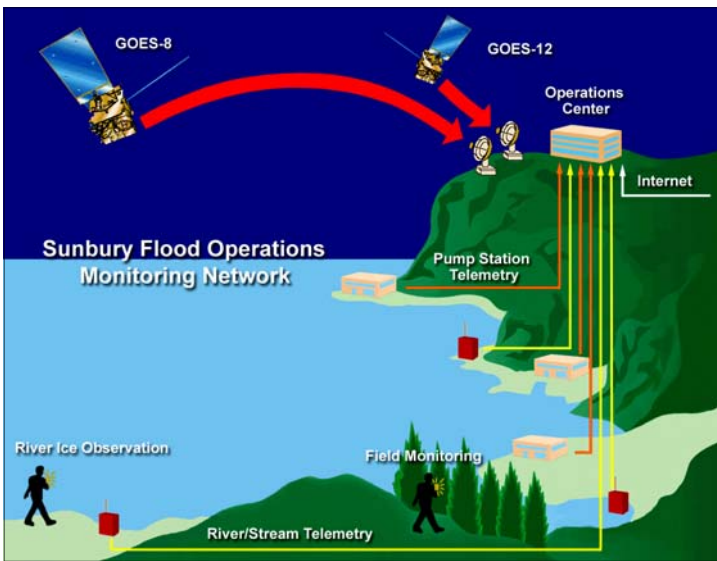 GOES-8
GOES-12
Operations
Center
Internet
Sunbury Flood Operations
Monitoring Network
Pump Station
Telemetry
River Ice Observation
Field Monitoring
River/Stream Telemetry